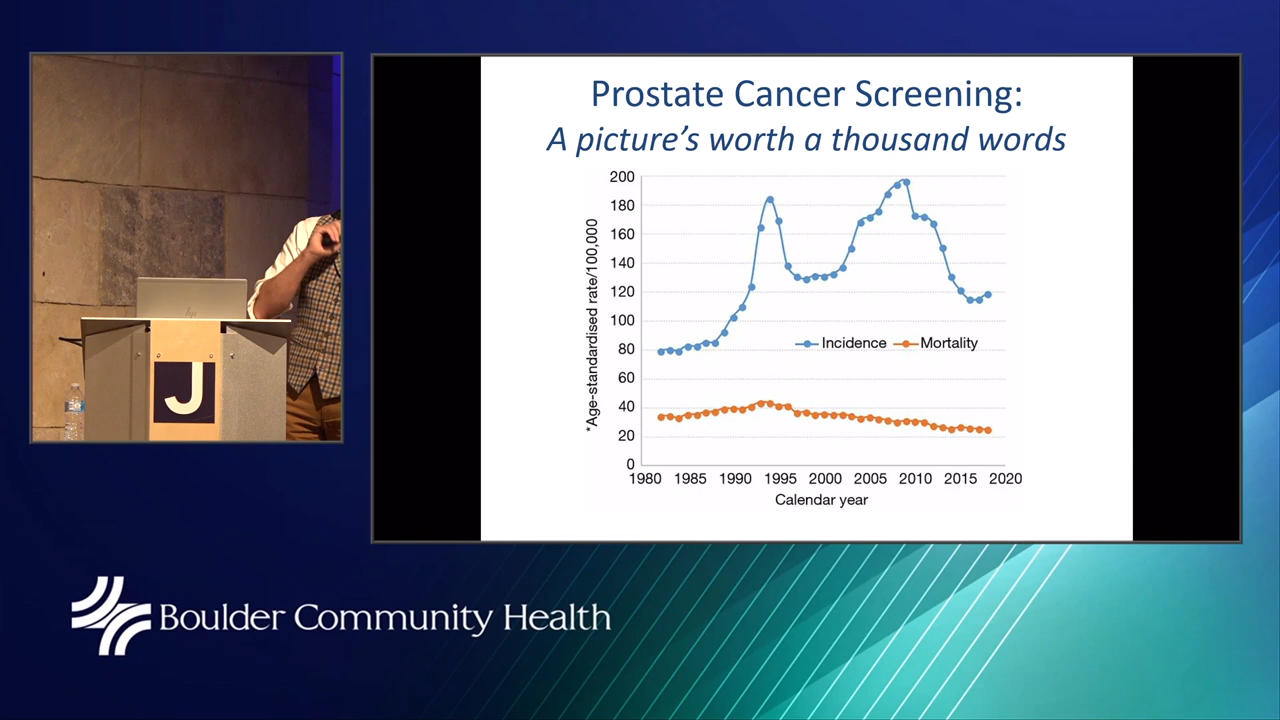 Prostate Cancer Screening:
A picture's worth a thousand words
*Age-standardised rate/100,000
200
180
160
140
120
100
80
60
40
20
0
Incidence Mortality
1980 1985 1990 1995 2000 2005 2010 2015 2020
Calendar year
hp
J
Boulder Community Health